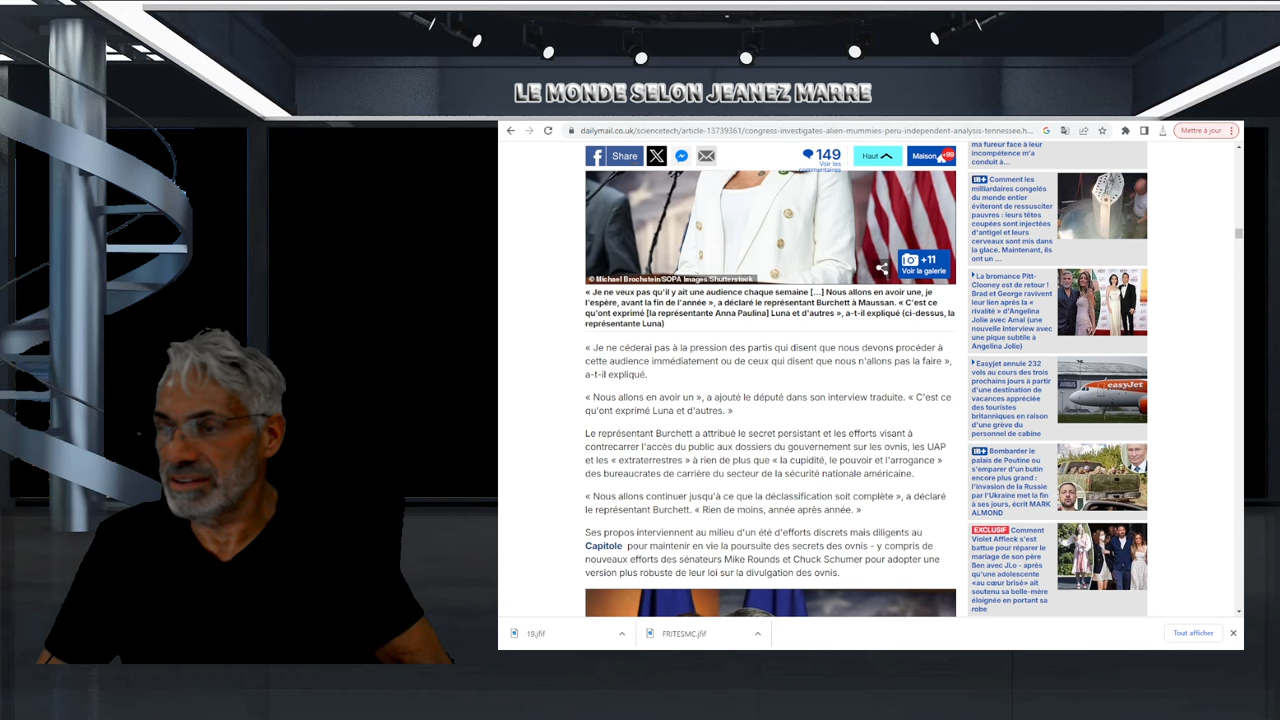 LE MONDE SELON JEANEZ MARRE
dailymail.co.uk/sciencetech/article-13739361/congress-investigates-alien-mummies-peru-independent-analysis-tennessee.h...
Mettre à jour
Share
149
Voir les
commentaires
Haut
Maison
+99
+11
Voir la galerie
© Michael Brochstein/SOPA Images/Shutterstock
« Je ne veux pas qu'il y ait une audience chaque semaine [...] Nous allons en avoir une, je
l'espère, avant la fin de l'année », a déclaré le représentant Burchett à Maussan. « C'est ce
qu'ont exprimé [la représentante Anna Paulina] Luna et d'autres », a-t-il expliqué (ci-dessus, la
représentante Luna)
« Je ne céderai pas à la pression des partis qui disent que nous devons procéder à
cette audience immédiatement ou de ceux qui disent que nous n'allons pas la faire »,
a-t-il expliqué.
« Nous allons en avoir un », a ajouté le député dans son interview traduite. « C'est ce
qu'ont exprimé Luna et d'autres. »
Le représentant Burchett a attribué le secret persistant et les efforts visant à
contrecarrer l'accès du public aux dossiers du gouvernement sur les ovnis, les UAP
et les « extraterrestres » à rien de plus que « la cupidité, le pouvoir et l'arrogance »
des bureaucrates de carrière du secteur de la sécurité nationale américaine.
« Nous allons continuer jusqu'à ce que la déclassification soit complète », a déclaré
le représentant Burchett. « Rien de moins, année après année. »
Ses propos interviennent au milieu d'un été d'efforts discrets mais diligents au
Capitole pour maintenir en vie la poursuite des secrets des ovnis - y compris de
nouveaux efforts des sénateurs Mike Rounds et Chuck Schumer pour adopter une
version plus robuste de leur loi sur la divulgation des ovnis.
ma fureur face à leur
incompétence m'a
conduit à...
Comment les
milliardaires congelés
du monde entier
éviteront de ressusciter
pauvres : leurs têtes
coupées sont injectées
d'antigel et leurs
cerveaux sont mis dans
la glace. Maintenant, ils
ont un ...
La bromance Pitt-
Clooney est de retour !
Brad et George ravivent
leur lien après la «
rivalité » d'Angelina
Jolie avec Amal (une
nouvelle interview avec
une pique subtile à
Angelina Jolie)
Easyjet annule 232
vols au cours des trois
prochains jours à partir
d'une destination de
vacances appréciée
des touristes
britanniques en raison
d'une grève du
personnel de cabine
AIRBUS
easyJet
Bombarder le
palais de Poutine ou
s'emparer d'un butin
encore plus grand :
l'invasion de la Russie
par l'Ukraine met la fin
à ses jours, écrit MARK
ALMOND
EXCLUSIF Comment
Violet Affleck s'est
battue pour réparer le
mariage de son père
Ben avec JLo - après
qu'une adolescente
«au cœur brisé» ait
soutenu sa belle-mère
éloignée en portant sa
robe
19.jfif
FRITESMC.jfif
Tout afficher